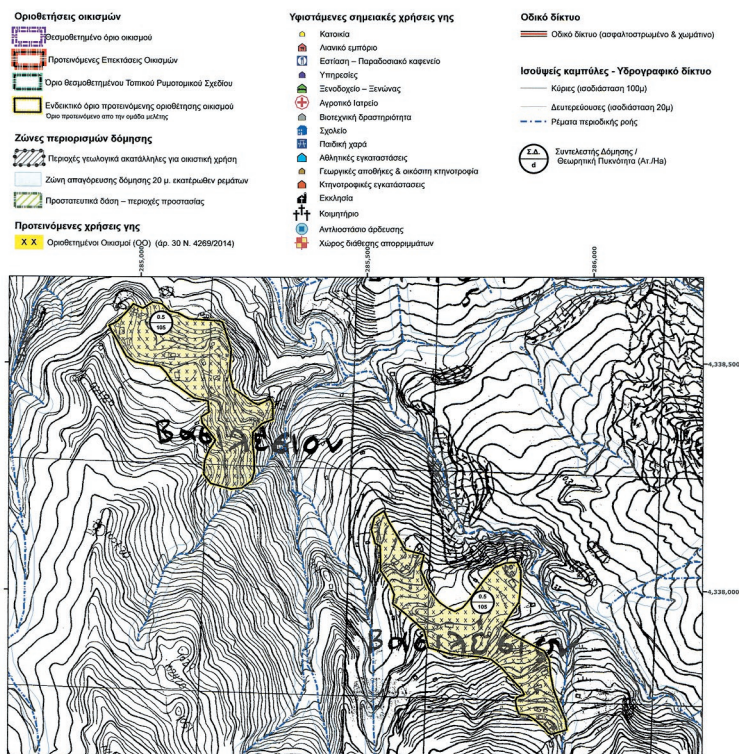 Οριοθετήσεις οικισμών
Θεσμοθετημένο όριο οικισμού
Προτεινόμενες Επεκτάσεις Οικισμών
Όριο θεσμοθετημένου Τοπικού Ρυμοτομικού Σχεδίου
Ενδεικτικό όριο προτεινόμενης οριοθέτησης οικισμού
Όριο προτεινόμενο απο την ομάδα μελέτης
Ζώνες περιορισμών δόμησης
Περιοχές γεωλογικά ακατάλληλες για οικιστική χρήση
Ζώνη απαγόρευσης δόμησης 20 μ. εκατέρωθεν ρεμάτων
Προστατευτικά δάση – περιοχές προστασίας
Προτεινόμενες χρήσεις γης
X X Οριοθετημένοι Οικισμοί (ΟΟ) (άρ. 30 Ν. 4269/2014)
Υφιστάμενες σημειακές χρήσεις γης
Κατοικία
Λιανικό εμπόριο
Εστίαση – Παραδοσιακό καφενείο
Υπηρεσίες
Ξενοδοχείο – Ξενώνας
Αγροτικό Ιατρείο
Βιοτεχνική δραστηριότητα
Σχολείο
Παιδική χαρά
Αθλητικές εγκαταστάσεις
Γεωργικές αποθήκες & οικόσιτη κτηνοτροφία
Κτηνοτροφικές εγκαταστάσεις
Εκκλησία
Κοιμητήριο
Αντλιοστάσιο άρδευσης
Χώρος διάθεσης απορριμμάτων
Οδικό δίκτυο
Οδικό δίκτυο (ασφαλτοστρωμένο & χωμάτινο)
Ισοϋψείς καμπύλες - Υδρογραφικό δίκτυο
Κύριες (ισοδιάσταση 100μ)
Δευτερεύουσες (ισοδιάσταση 20μ)
Ρέματα περιοδικής ροής
Σ.Δ.
d
Συντελεστής Δόμησης /
Θεωρητική Πυκνότητα (Ατ./Ha)
285,000
285,500
286,000
4,338,500
4,338,000
0.5
105
Βασιλέσιον
0.5
105